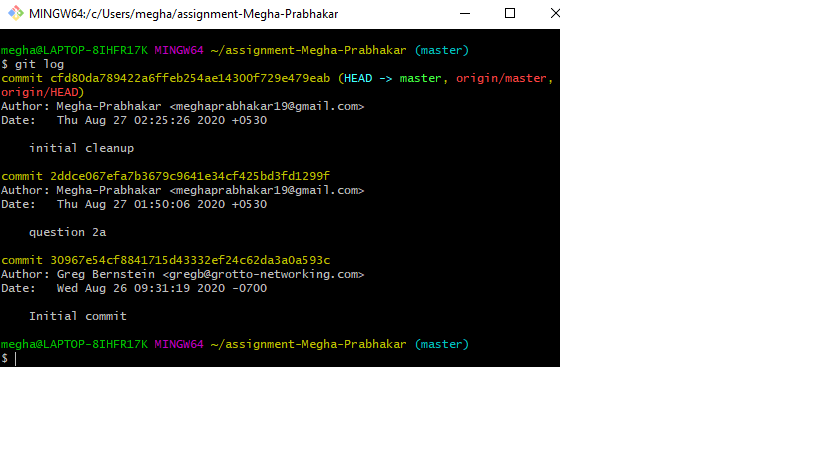 MINGW64:/c/Users/megha/assignment-Megha-Prabhakar
megha@LAPTOP-8IHFR17K MINGW64 ~/assignment-Megha-Prabhakar (master)
$ git log
commit cfd80da789422a6ffeb254ae14300f729e479eab (HEAD -> master, origin/master,
origin/HEAD)
Author: Megha-Prabhakar <meghaprabhakar19@gmail.com>
Date:   Thu Aug 27 02:25:26 2020 +0530
    initial cleanup
commit 2ddce067efa7b3679c9641e34cf425bd3fd1299f
Author: Megha-Prabhakar <meghaprabhakar19@gmail.com>
Date:   Thu Aug 27 01:50:06 2020 +0530
    question 2a
commit 30967e54cf8841715d43332ef24c62da3a0a593c
Author: Greg Bernstein <gregb@grotto-networking.com>
Date:   Wed Aug 26 09:31:19 2020 -0700
    Initial commit
megha@LAPTOP-8IHFR17K MINGW64 ~/assignment-Megha-Prabhakar (master)
$